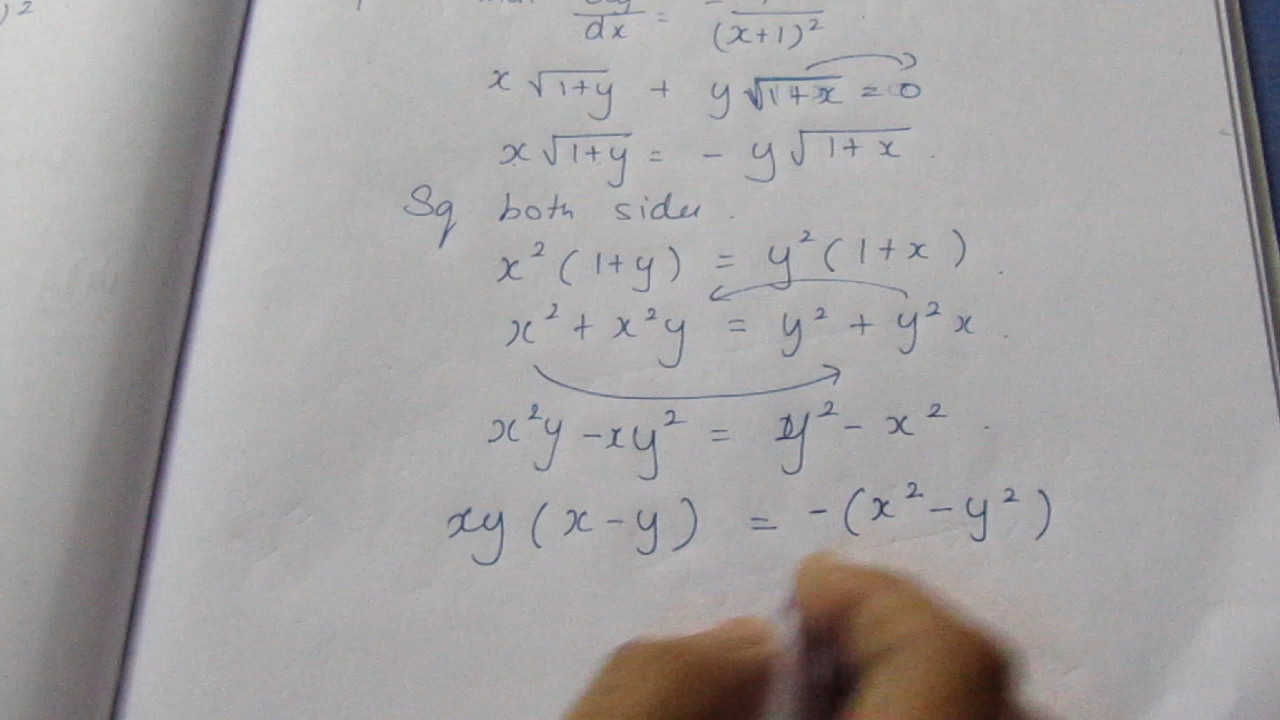 )²
dx = (x+1)²
x √1+y + y √1+x = 0
x √1+y = - y √1+x .
Sq both sides .
x² (1+y) = y² (1+x) .
x² + x²y = y² + y²x .
x²y - xy² = y² - x² .
xy (x-y) = -(x² - y²)